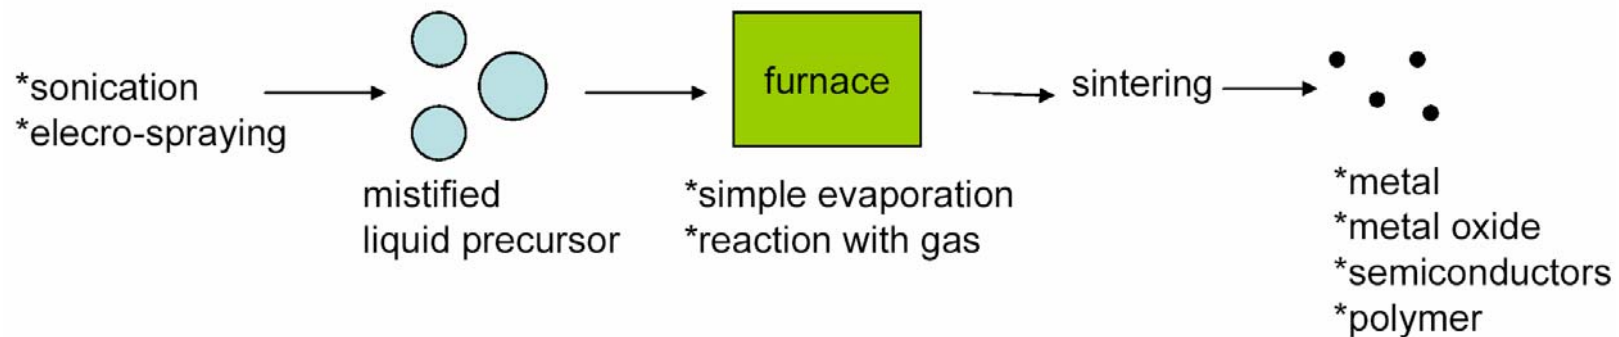 *sonication
*elecro-spraying
mistified
liquid precursor
furnace
*simple evaporation
*reaction with gas
sintering
*metal
*metal oxide
*semiconductors
*polymer